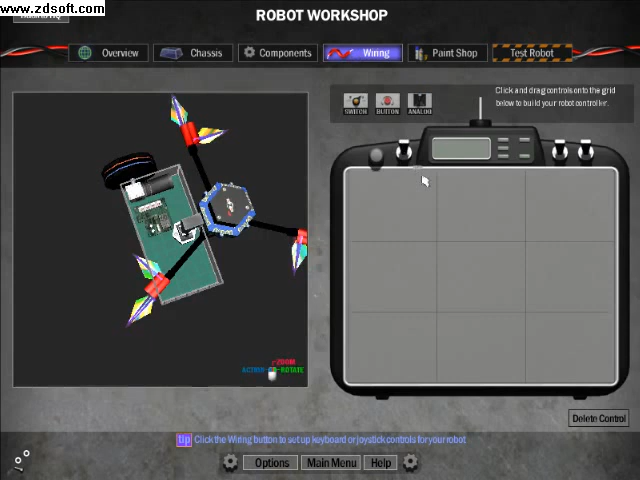 www.zdsoft.com
ROBOT WORKSHOP
Overview
Chassis
Components
Wiring
Paint Shop
Test Robot
Click and drag controls onto the grid
below to build your robot controller.
SWITCH
BUTTON
ANALOG
Delete Control
tip Click the Wiring button to set up keyboard or joystick controls for your robot
Options
Main Menu
Help